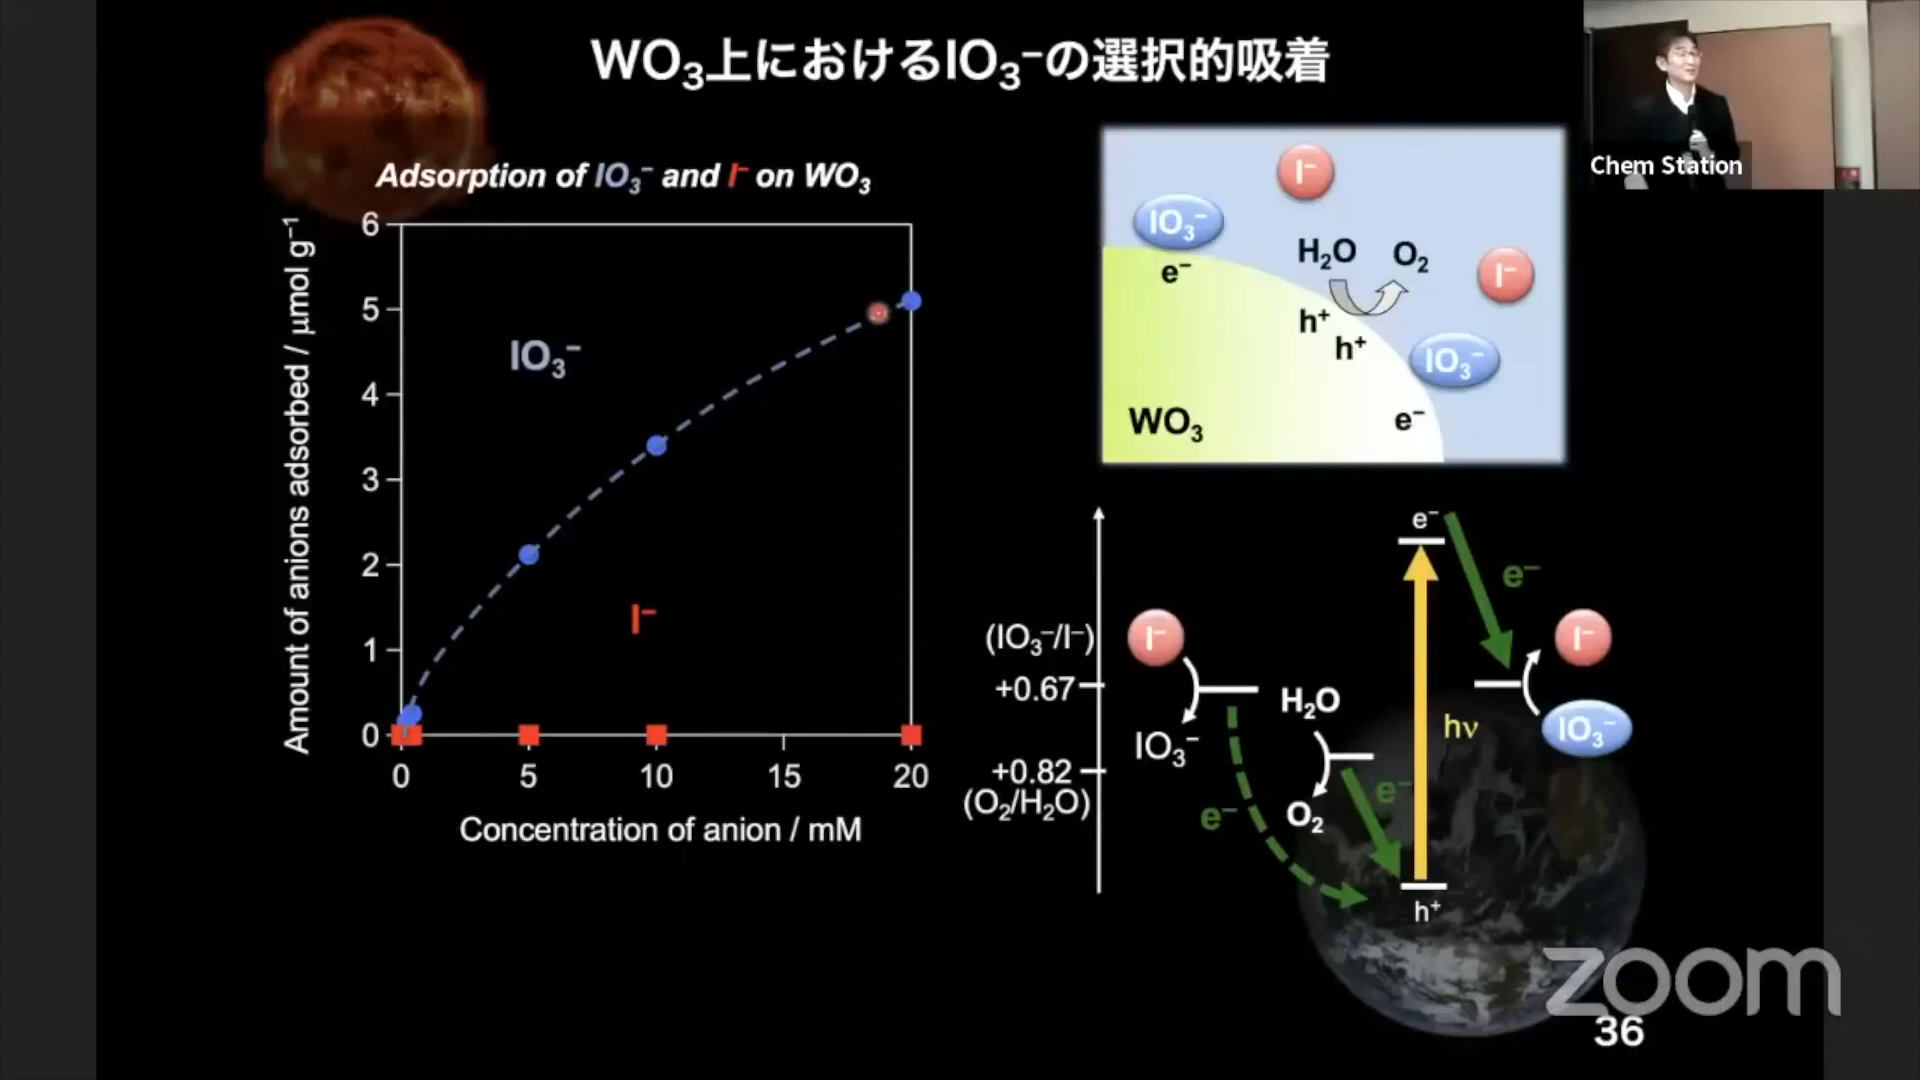 WO₃上におけるIO₃⁻の選択的吸着
Chem Station
Adsorption of IO₃⁻ and I⁻ on WO₃
Amount of anions adsorbed / μmol g⁻¹
6
5
4
3
2
1
0
IO₃⁻
I⁻
0 5 10 15 20
Concentration of anion / mM
I⁻
IO₃⁻
H₂O O₂
I⁻
e⁻
h⁺
h⁺
IO₃⁻
WO₃
e⁻
e⁻
e⁻
(IO₃⁻/I⁻)
I⁻
I⁻
+0.67
H₂O
hν
IO₃⁻
IO₃⁻
+0.82
(O₂/H₂O)
e⁻
e⁻
O₂
h⁺
zoom
36